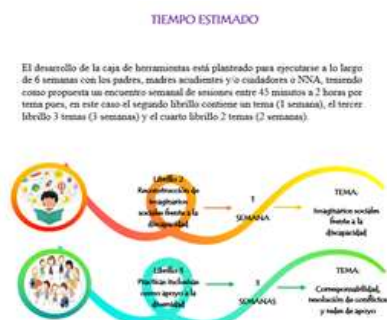 TIEMPO ESTIMADO
El desarrollo de la caja de herramientas está planteado para ejecutarse a lo largo
de 6 semanas con los padres, madres acudientes y/o cuidadores o NNA, teniendo
como propuesta un encuentro semanal de sesiones entre 45 minutos a 2 horas por
tema pues, en este caso el segundo librillo contiene un tema (1 semana), el tercer
librillo 3 temas (3 semanas) y el cuarto librillo 2 temas (2 semanas).
Librillo 2
Reconstrucción de
imaginarios
sociales frente a la
discapacidad
1
SEMANA
TEMA:
Imaginarios sociales
frente a la
discapacidad
Librillo 3
Prácticas inclusivas
como apoyo a la
diversidad
3
SEMANAS
TEMA:
Corresponsabilidad,
resolución de conflictos
y redes de apoyo